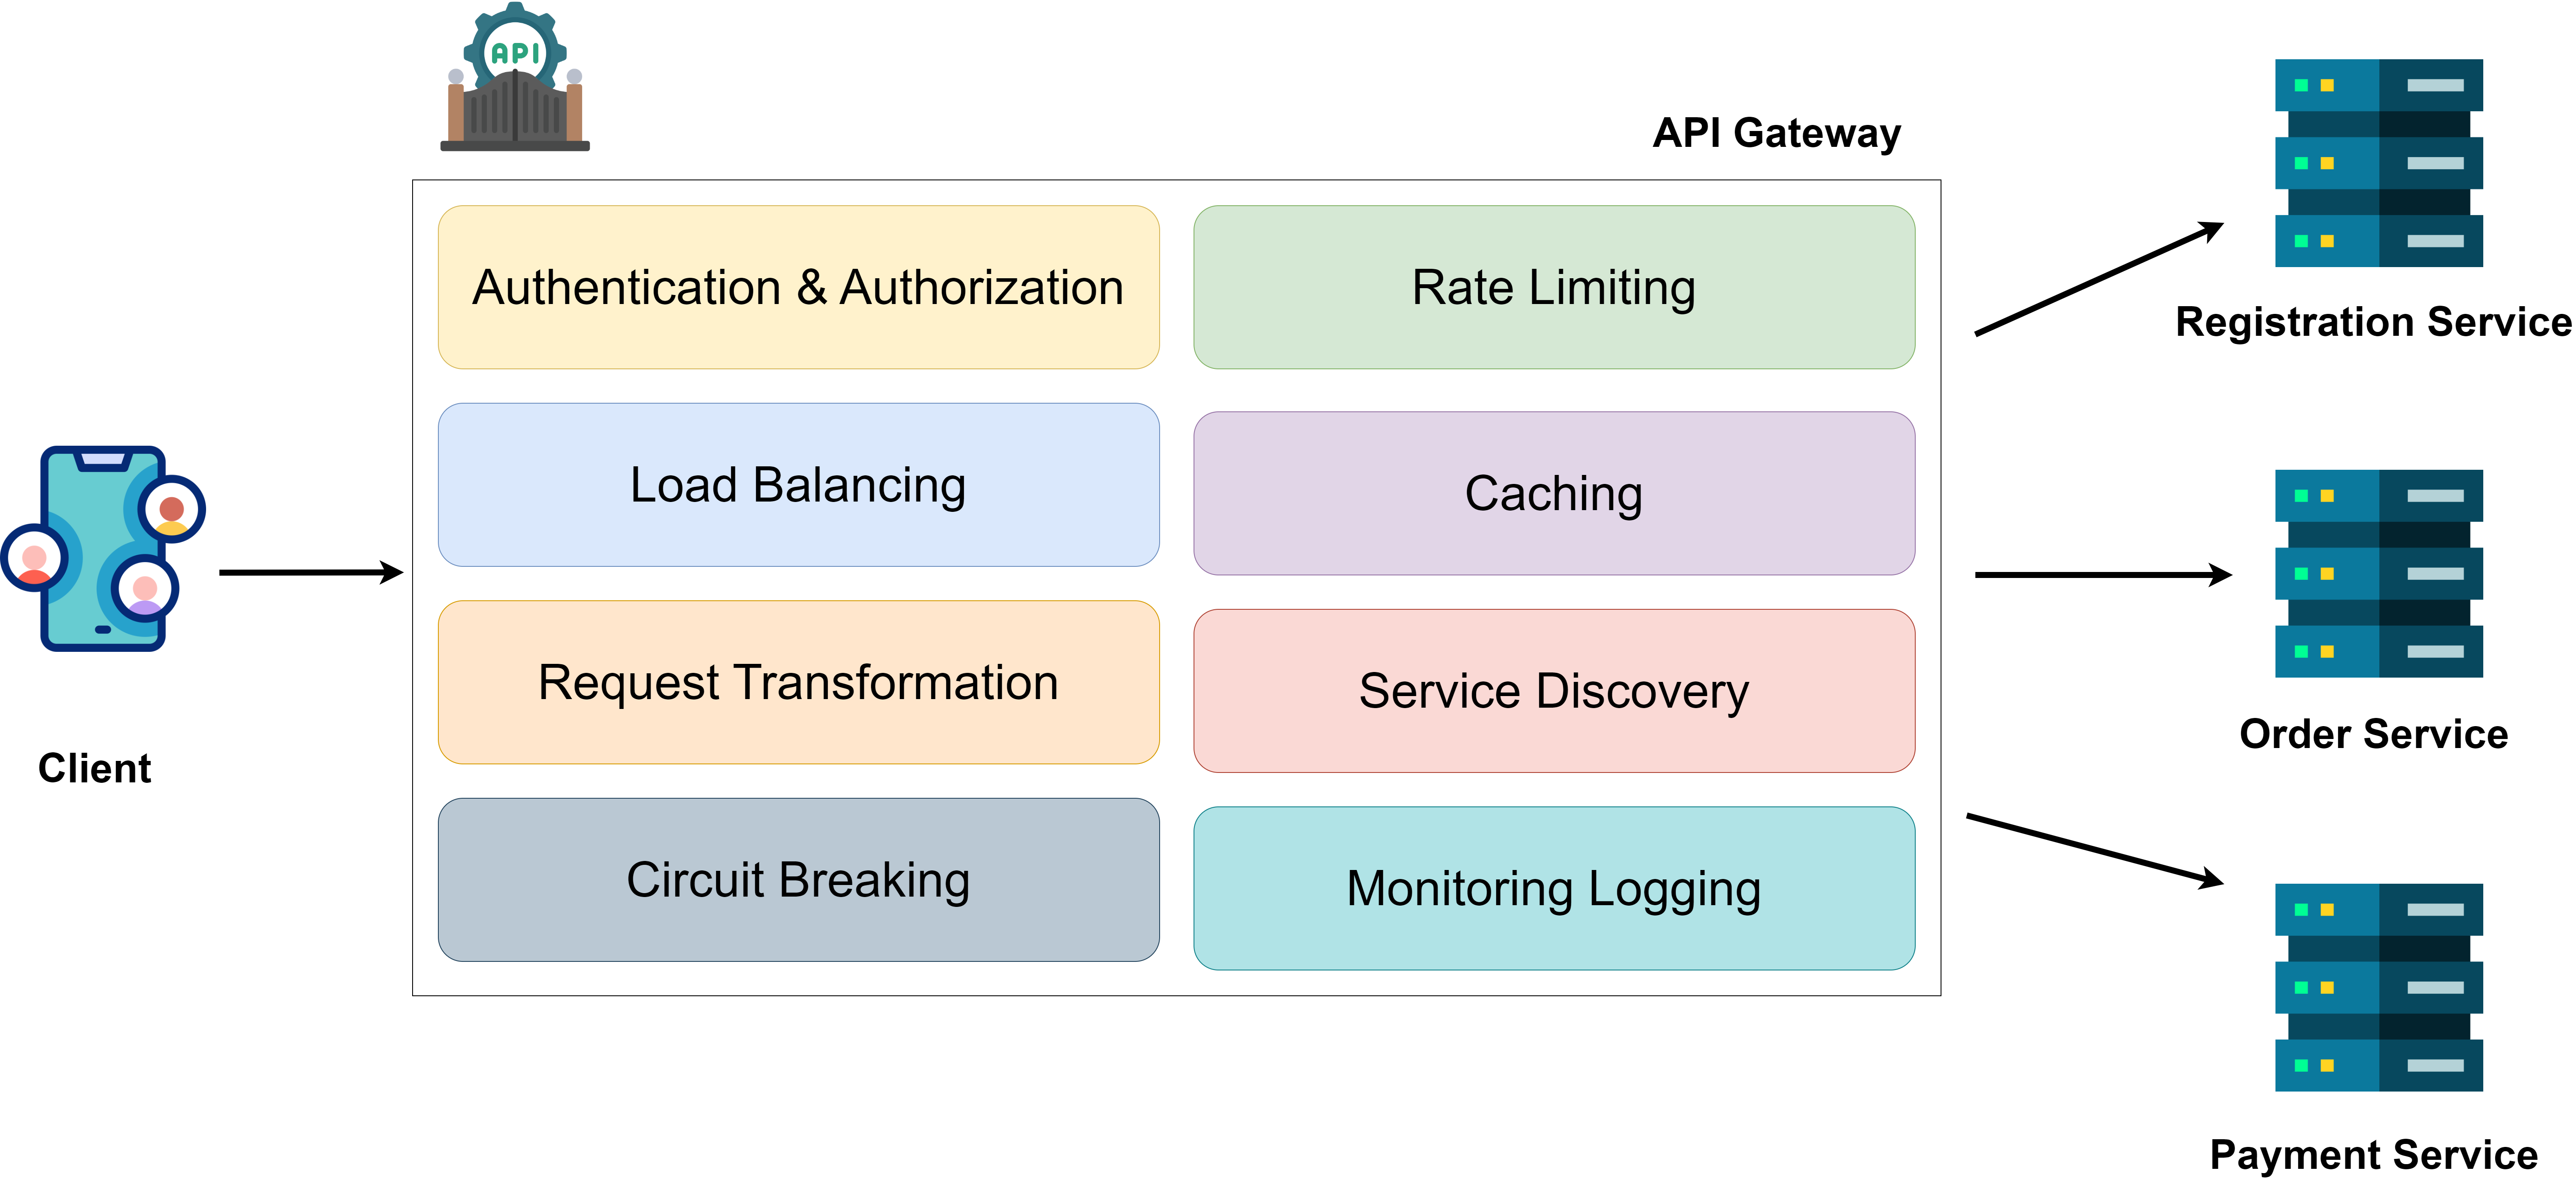 API
API Gateway
Authentication & Authorization
Rate Limiting
Load Balancing
Caching
Request Transformation
Service Discovery
Circuit Breaking
Monitoring Logging
Client
Registration Service
Order Service
Payment Service